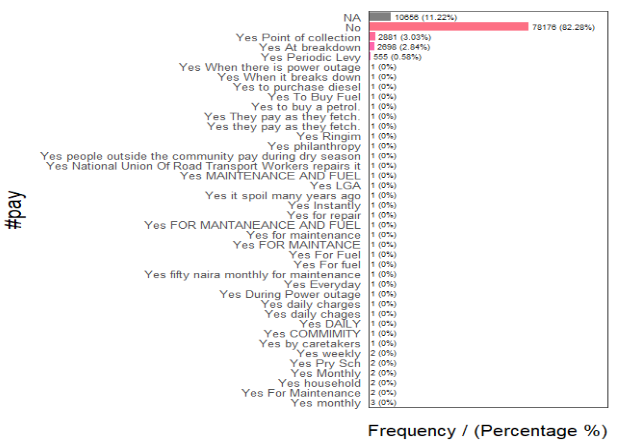 NA 10656 (11.22%)
No 78176 (82.28%)
Yes Point of collection 2881 (3.03%)
Yes At breakdown 2698 (2.84%)
Yes Periodic Levy 555 (0.58%)
Yes When there is power outage 1 (0%)
Yes When it breaks down 1 (0%)
Yes to purchase diesel 1 (0%)
Yes To Buy Fuel 1 (0%)
Yes to buy a petrol. 1 (0%)
Yes They pay as they fetch. 1 (0%)
Yes they pay as they fetch. 1 (0%)
Yes Ringim 1 (0%)
Yes philanthropy 1 (0%)
Yes people outside the community pay during dry season 1 (0%)
Yes National Union Of Road Transport Workers repairs it 1 (0%)
Yes MAINTENANCE AND FUEL 1 (0%)
Yes LGA 1 (0%)
Yes it spoil many years ago 1 (0%)
Yes Instantly 1 (0%)
Yes for repair 1 (0%)
Yes FOR MANTANEANCE AND FUEL 1 (0%)
Yes for maintenance 1 (0%)
Yes FOR MAINTANCE 1 (0%)
Yes For Fuel 1 (0%)
Yes For fuel 1 (0%)
Yes fifty naira monthly for maintenance 1 (0%)
Yes Everyday 1 (0%)
Yes During Power outage 1 (0%)
Yes daily charges 1 (0%)
Yes daily chages 1 (0%)
Yes DAILY 1 (0%)
Yes COMMIMITY 1 (0%)
Yes by caretakers 1 (0%)
Yes weekly 2 (0%)
Yes Pry Sch 2 (0%)
Yes Monthly 2 (0%)
Yes household 2 (0%)
Yes For Maintenance 2 (0%)
Yes monthly 3 (0%)
#pay
Frequency / (Percentage %)